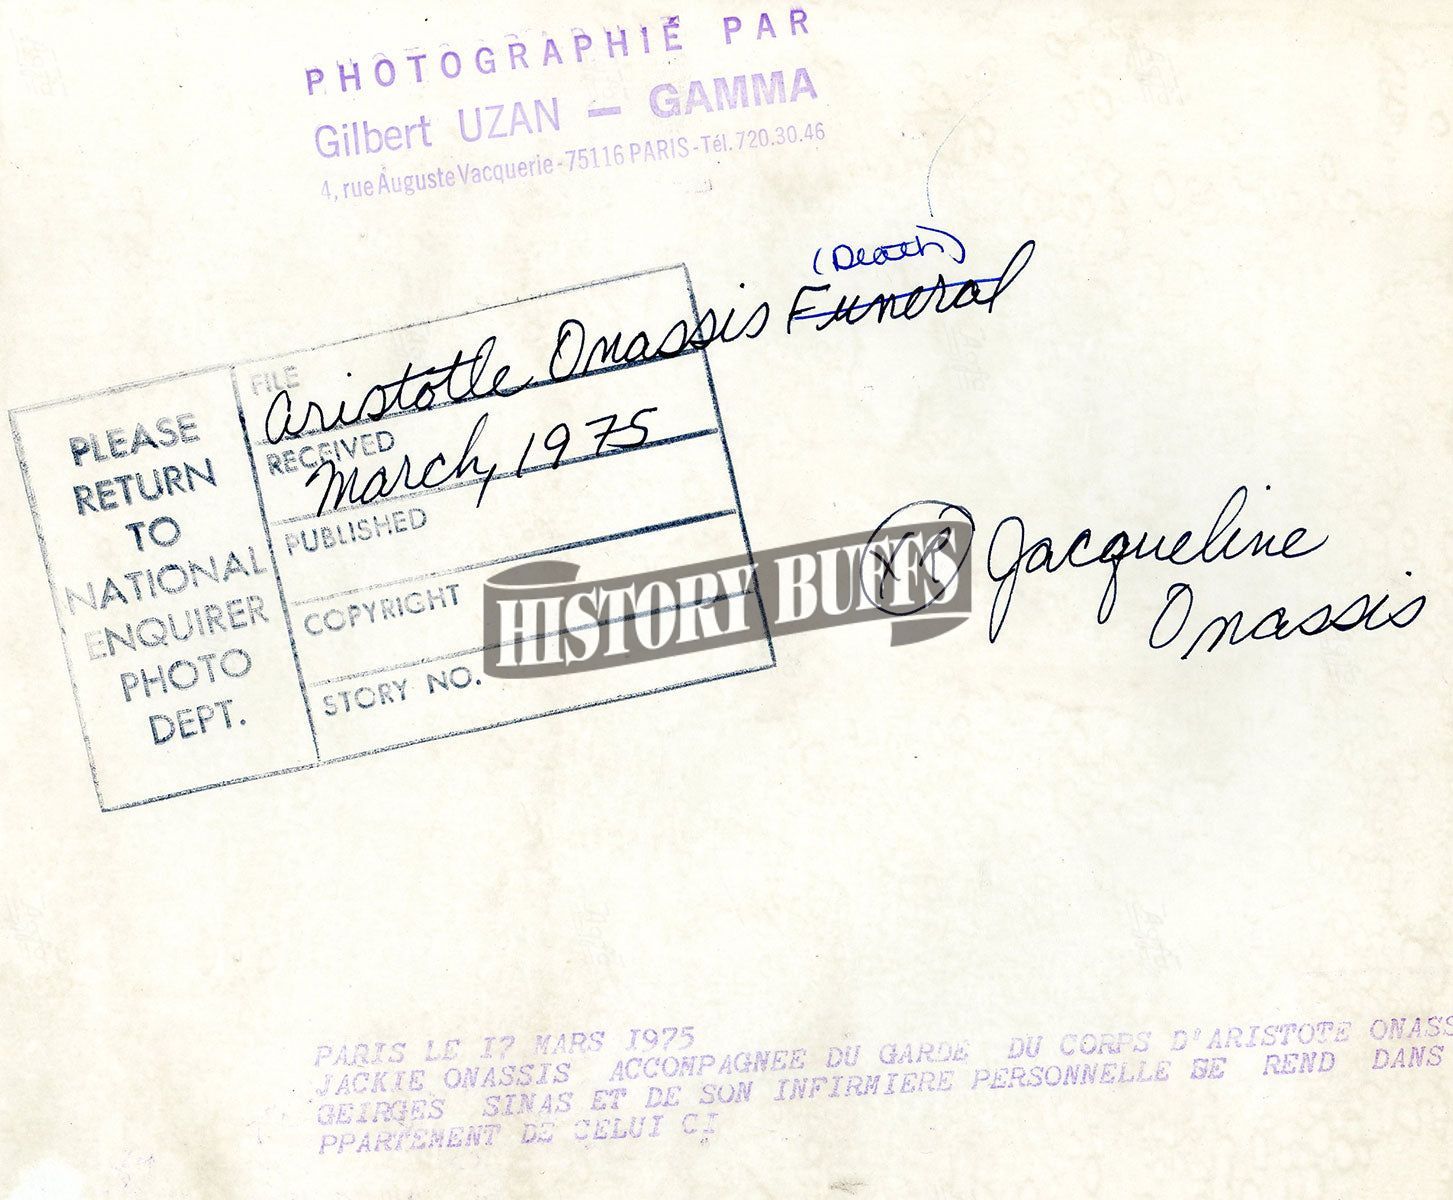 PHOTOGRAPHIÉ PAR
Gilbert UZAN — GAMMA
4, rue Auguste Vacquerie - 75116 PARIS - Tél. 720.30.46
(Death)
Aristotle Onassis Funeral
PLEASE
RETURN
TO
NATIONAL
ENQUIRER
PHOTO
DEPT.
FILE
RECEIVED
March, 1975
PUBLISHED
COPYRIGHT
STORY NO.
HISTORY BUFFS
Jacqueline
Onassis
PARIS LE I7 MARS I975
JACKIE ONASSIS ACCOMPAGNEE DU GARDE DU CORPS D'ARISTOTE ONASS
GEIRGES SINAS ET DE SON INFIRMIERE PERSONNELLE SE REND DANS
PPARTEMENT DE CELUI CI